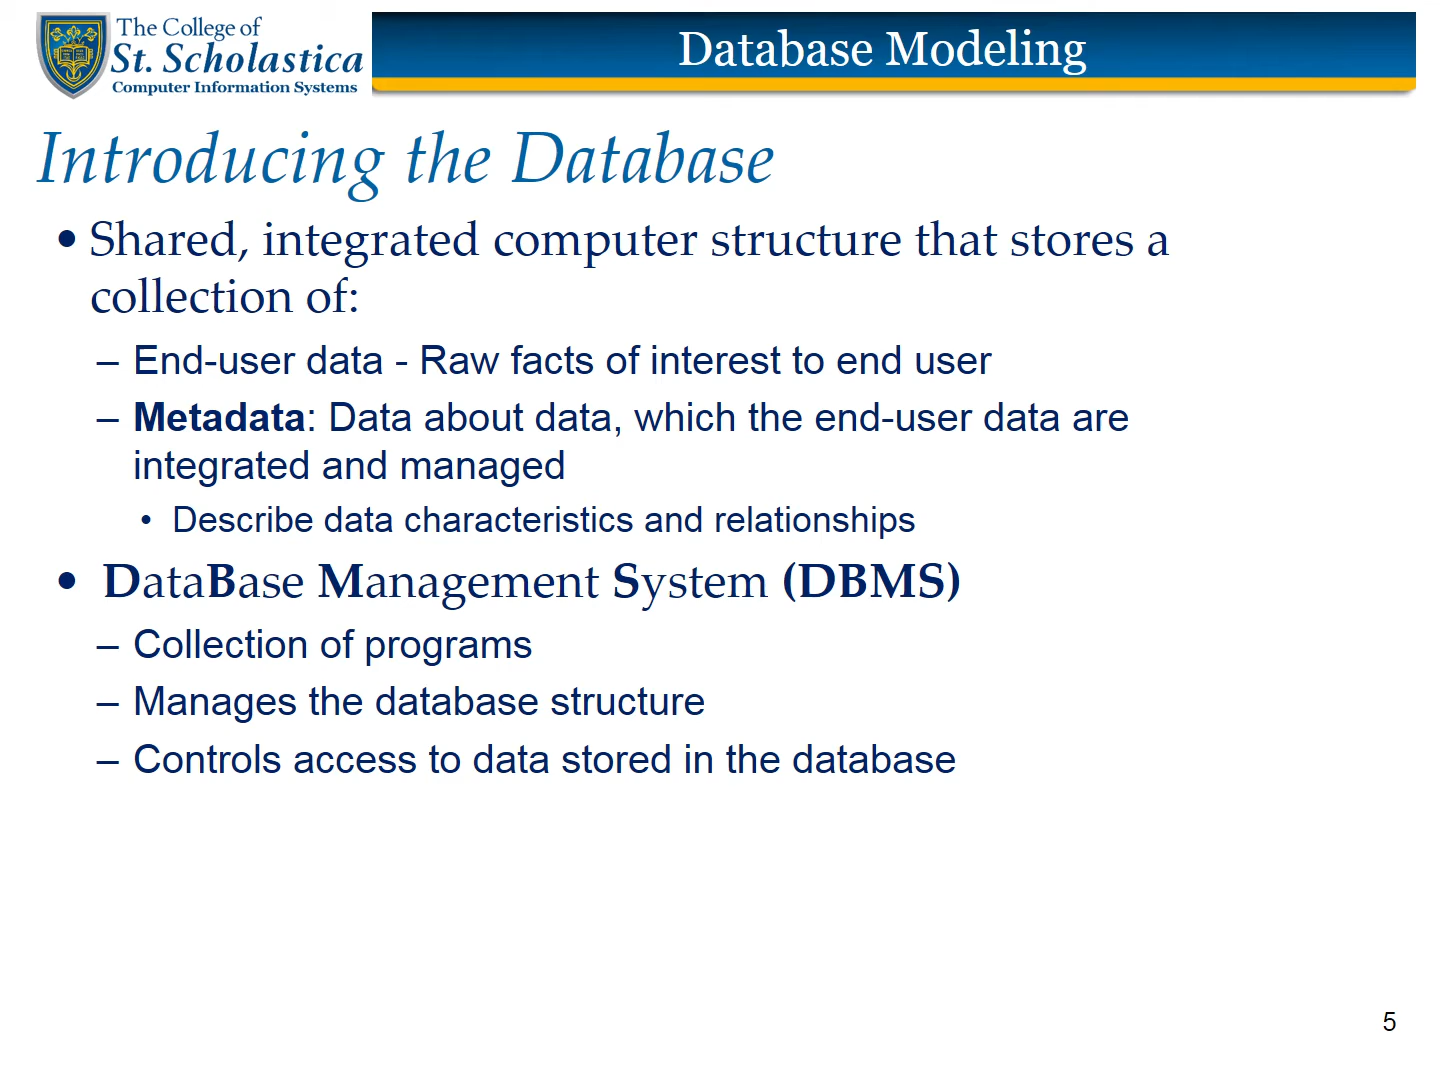 The College of
St. Scholastica
Computer Information Systems
Database Modeling
Introducing the Database
• Shared, integrated computer structure that stores a
collection of:
– End-user data - Raw facts of interest to end user
– Metadata: Data about data, which the end-user data are
integrated and managed
• Describe data characteristics and relationships
• DataBase Management System (DBMS)
– Collection of programs
– Manages the database structure
– Controls access to data stored in the database
5